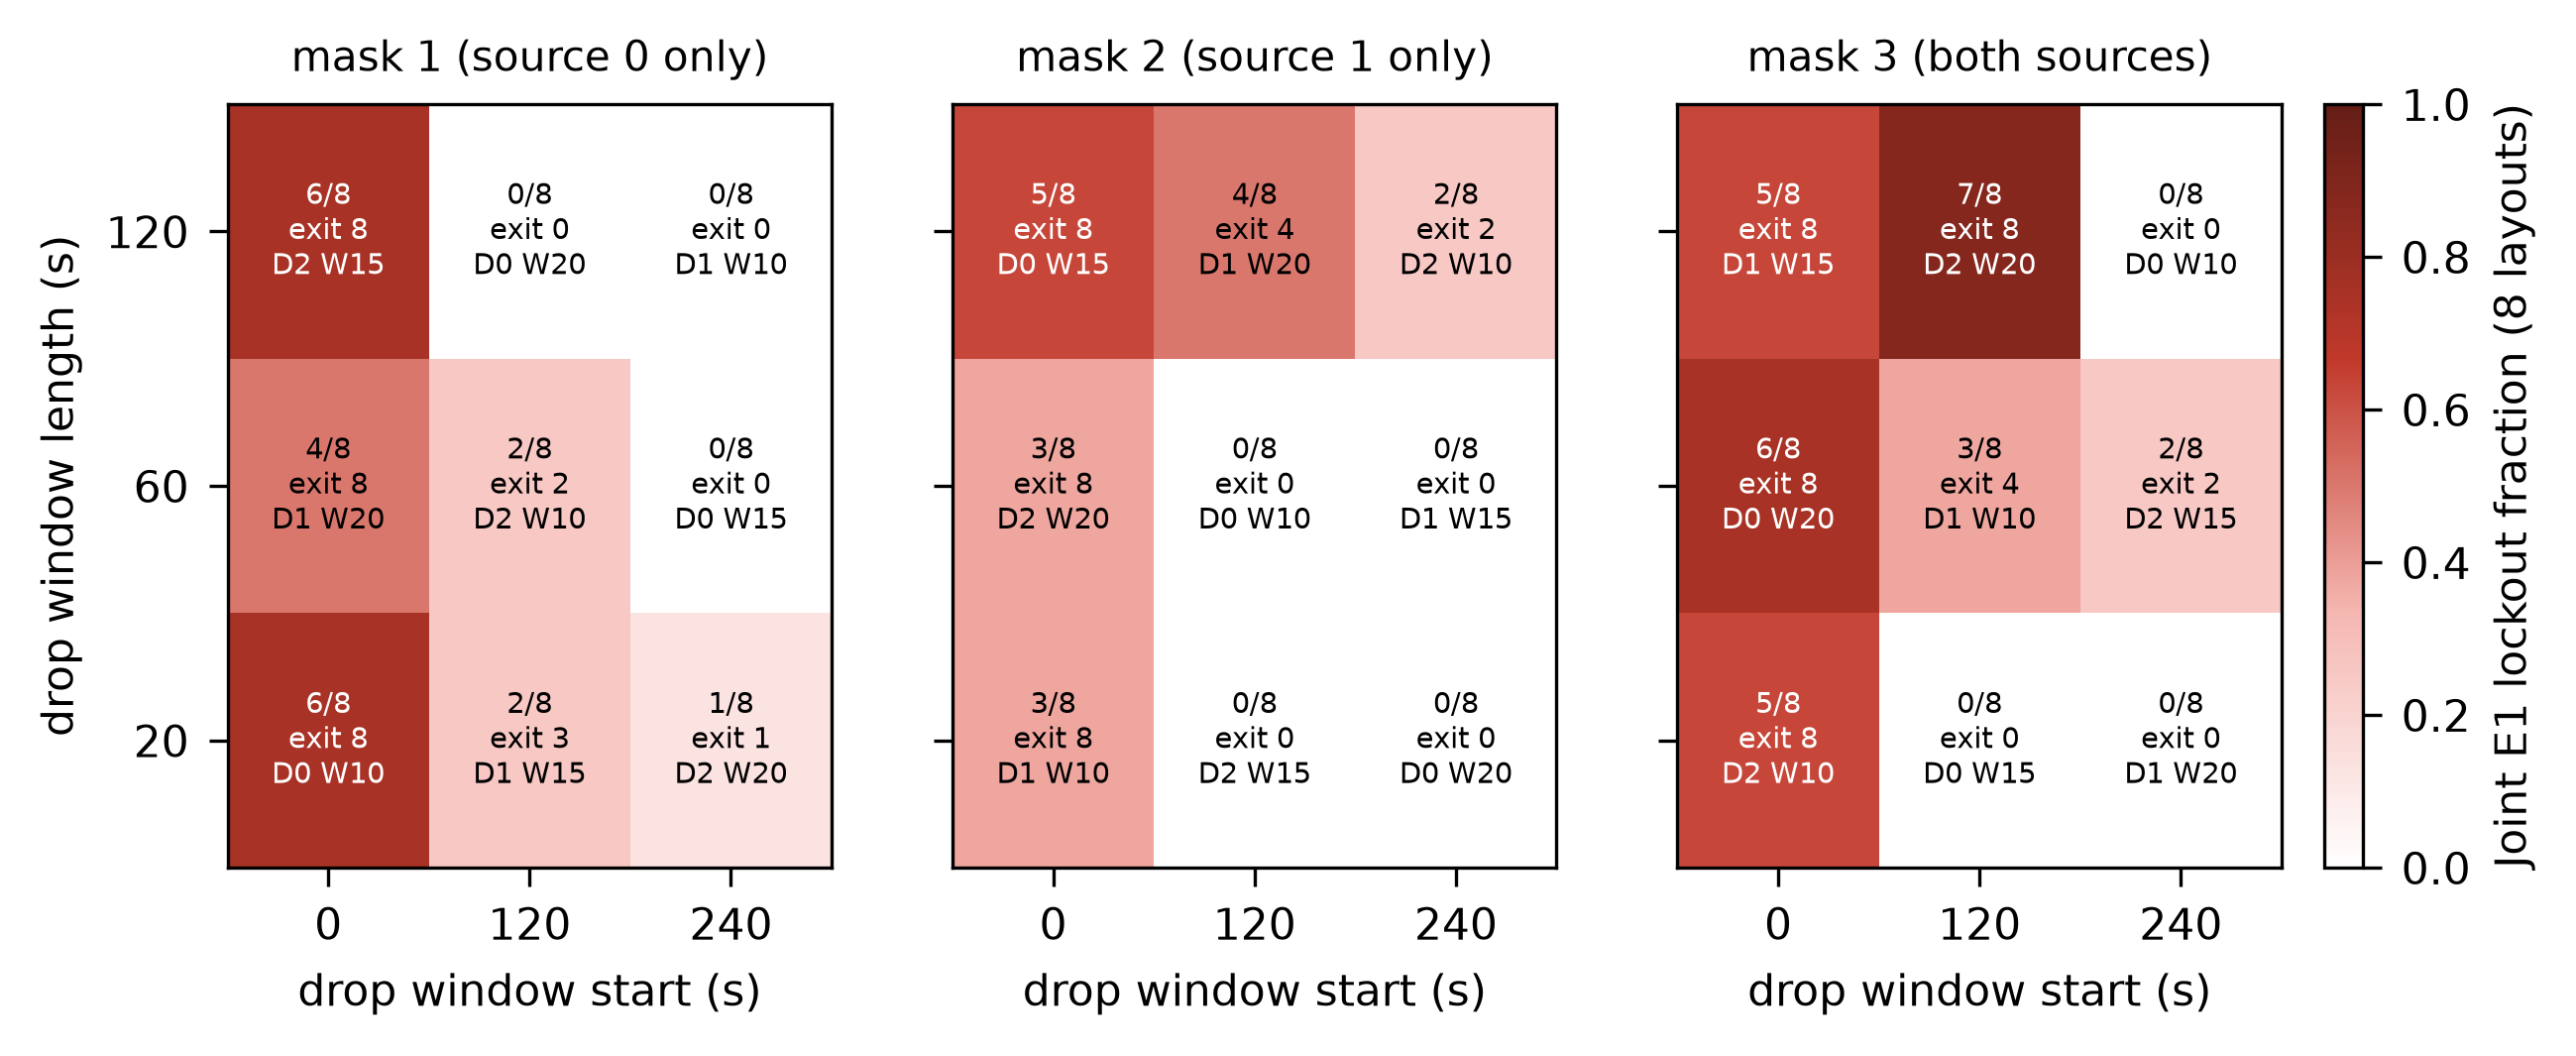 mask 1 (source 0 only)
mask 2 (source 1 only)
mask 3 (both sources)
drop window length (s)
120
60
20
6/8
exit 8
D2 W15
0/8
exit 0
D0 W20
0/8
exit 0
D1 W10
4/8
exit 8
D1 W20
2/8
exit 2
D2 W10
0/8
exit 0
D0 W15
6/8
exit 8
D0 W10
2/8
exit 3
D1 W15
1/8
exit 1
D2 W20
0
120
240
drop window start (s)
5/8
exit 8
D0 W15
4/8
exit 4
D1 W20
2/8
exit 2
D2 W10
3/8
exit 8
D2 W20
0/8
exit 0
D0 W10
0/8
exit 0
D1 W15
3/8
exit 8
D1 W10
0/8
exit 0
D2 W15
0/8
exit 0
D0 W20
0
120
240
drop window start (s)
5/8
exit 8
D1 W15
7/8
exit 8
D2 W20
0/8
exit 0
D0 W10
6/8
exit 8
D0 W20
3/8
exit 4
D1 W10
2/8
exit 2
D2 W15
5/8
exit 8
D2 W10
0/8
exit 0
D0 W15
0/8
exit 0
D1 W20
0
120
240
drop window start (s)
1.0
0.8
0.6
0.4
0.2
0.0
Joint E1 lockout fraction (8 layouts)